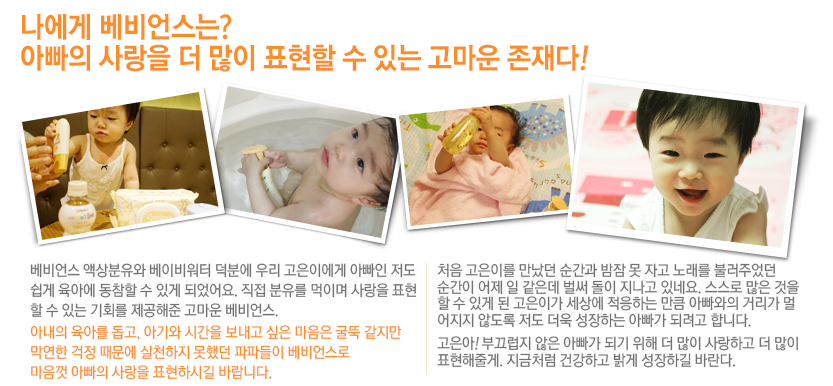 나에게 베비언스는?
아빠의 사랑을 더 많이 표현할 수 있는 고마운 존재다!
베비언스 액상분유와 베이비워터 덕분에 우리 고은이에게 아빠인 저도
쉽게 육아에 동참할 수 있게 되었어요. 직접 분유를 먹이며 사랑을 표현
할 수 있는 기회를 제공해준 고마운 베비언스.
아내의 육아를 돕고, 아기와 시간을 보내고 싶은 마음은 굴뚝 같지만
막연한 걱정 때문에 실천하지 못했던 파파들이 베비언스로
마음껏 아빠의 사랑을 표현하시길 바랍니다.
처음 고은이를 만났던 순간과 밤잠 못 자고 노래를 불러주었던
순간이 어제 일 같은데 벌써 돌이 지나고 있네요. 스스로 많은 것을
할 수 있게 된 고은이가 세상에 적응하는 만큼 아빠와의 거리가 멀
어지지 않도록 저도 더욱 성장하는 아빠가 되려고 합니다.
고은아! 부끄럽지 않은 아빠가 되기 위해 더 많이 사랑하고 더 많이
표현해줄게. 지금처럼 건강하고 밝게 성장하길 바란다.